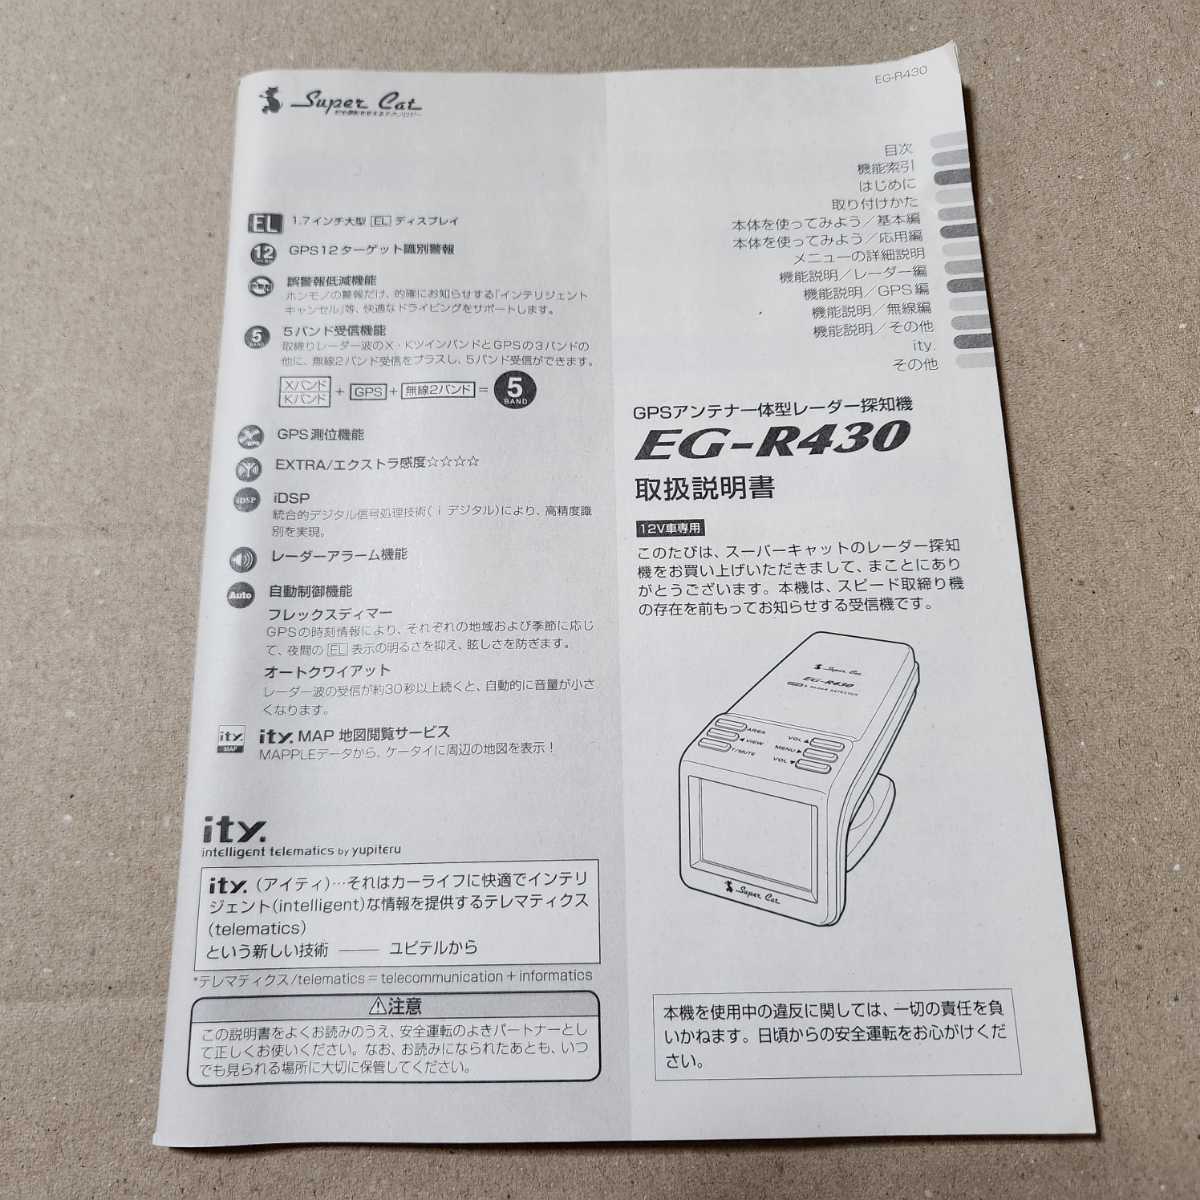 Super Cat
EL 1.7インチ大型 EL ディスプレイ
12 GPS12ターゲット識別警報
誤警報低減機能
ホンモノの警報だけ、的確にお知らせする「インテリジェント
キャンセル」等、快適なドライビングをサポートします。
5 BAND 5バンド受信機能
取締りレーダー波のX・KツインバンドとGPSの3バンドの
他に、無線2バンド受信をプラスし、5バンド受信ができます。
Xバンド
Kバンド + GPS + 無線2バンド = 5 BAND
GPS測位機能
EXTRA/エクストラ感度☆☆☆☆
iDSP iDSP
統合的デジタル信号処理技術(i デジタル)により、高精度識
別を実現。
レーダーアラーム機能
Auto 自動制御機能
フレックスディマー
GPSの時刻情報により、それぞれの地域および季節に応じ
て、夜間の EL 表示の明るさを抑え、眩しさを防ぎます。
オートクワイアット
レーダー波の受信が約30秒以上続くと、自動的に音量が小さ
くなります。
ity. MAP ity. MAP 地図閲覧サービス
MAPPLEデータから、ケータイに周辺の地図を表示!
ity.
intelligent telematics by yupiteru
ity. (アイティ)…それはカーライフに快適でインテリ
ジェント(intelligent)な情報を提供するテレマティクス
(telematics)
という新しい技術 ―― ユピテルから
*テレマティクス/telematics=telecommunication+informatics
⚠注意
この説明書をよくお読みのうえ、安全運転のよきパートナーとし
て正しくお使いください。なお、お読みになられたあとも、いつ
でも見られる場所に大切に保管してください。
EG-R430
目次
機能索引
はじめに
取り付けかた
本体を使ってみよう/基本編
本体を使ってみよう/応用編
メニューの詳細説明
機能説明/レーダー編
機能説明/GPS編
機能説明/無線編
機能説明/その他
ity.
その他
GPSアンテナ一体型レーダー探知機
EG-R430
取扱説明書
12V車専用
このたびは、スーパーキャットのレーダー探知
機をお買い上げいただきまして、まことにあり
がとうございます。本機は、スピード取締り機
の存在を前もってお知らせする受信機です。
Super Cat
EG-R430
AREA VOL▲
◀VIEW MENU▶
T/MUTE VOL▼
Super Cat
本機を使用中の違反に関しては、一切の責任を負
いかねます。日頃からの安全運転をお心がけくだ
さい。